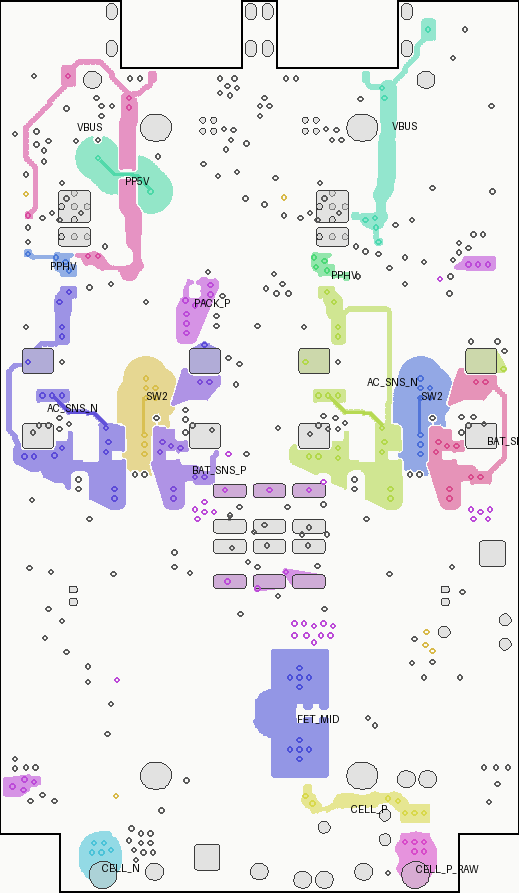 VBUS
VBUS
PP5V
PPHV
PPHV
PACK_P
AC_SNS_N
SW2
AC_SNS_N
SW2
BAT_SNS_P
FET_MID
CELL_P
CELL_N
CELL_P_RAW